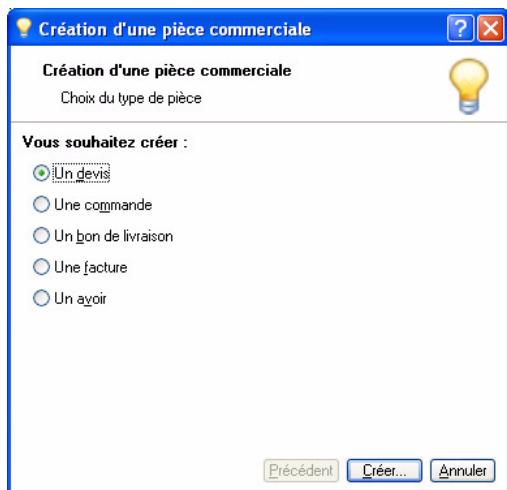 Création d'une pièce commerciale
Création d'une pièce commerciale
Choix du type de pièce
Vous souhaitez créer :
Un devis
Une commande
Un bon de livraison
Une facture
Un avoir
Précédent Créer... Annuler